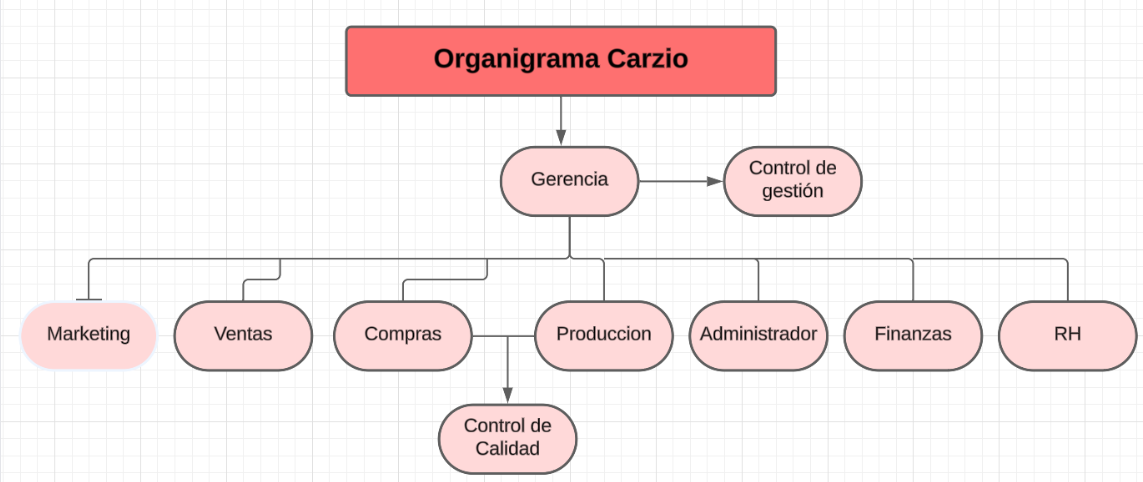 Organigrama Carzio
Gerencia
Control de
gestión
Marketing
Ventas
Compras
Produccion
Administrador
Finanzas
RH
Control de
Calidad